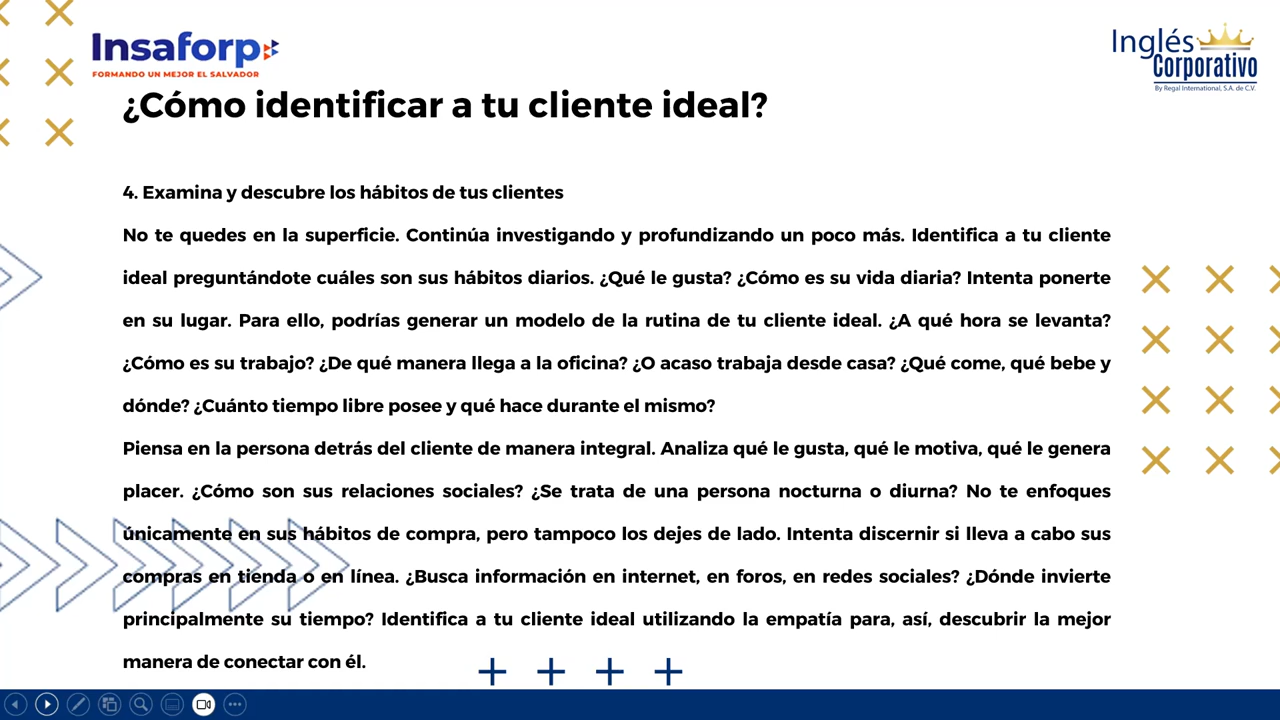 Insaforp
FORMANDO UN MEJOR EL SALVADOR
Inglés
Corporativo
By Regal International, S.A. de C.V.
¿Cómo identificar a tu cliente ideal?
4. Examina y descubre los hábitos de tus clientes
No te quedes en la superficie. Continúa investigando y profundizando un poco más. Identifica a tu cliente
ideal preguntándote cuáles son sus hábitos diarios. ¿Qué le gusta? ¿Cómo es su vida diaria? Intenta ponerte
en su lugar. Para ello, podrías generar un modelo de la rutina de tu cliente ideal. ¿A qué hora se levanta?
¿Cómo es su trabajo? ¿De qué manera llega a la oficina? ¿O acaso trabaja desde casa? ¿Qué come, qué bebe y
dónde? ¿Cuánto tiempo libre posee y qué hace durante el mismo?
Piensa en la persona detrás del cliente de manera integral. Analiza qué le gusta, qué le motiva, qué le genera
placer. ¿Cómo son sus relaciones sociales? ¿Se trata de una persona nocturna o diurna? No te enfoques
únicamente en sus hábitos de compra, pero tampoco los dejes de lado. Intenta discernir si lleva a cabo sus
compras en tienda o en línea. ¿Busca información en internet, en foros, en redes sociales? ¿Dónde invierte
principalmente su tiempo? Identifica a tu cliente ideal utilizando la empatía para, así, descubrir la mejor
manera de conectar con él.